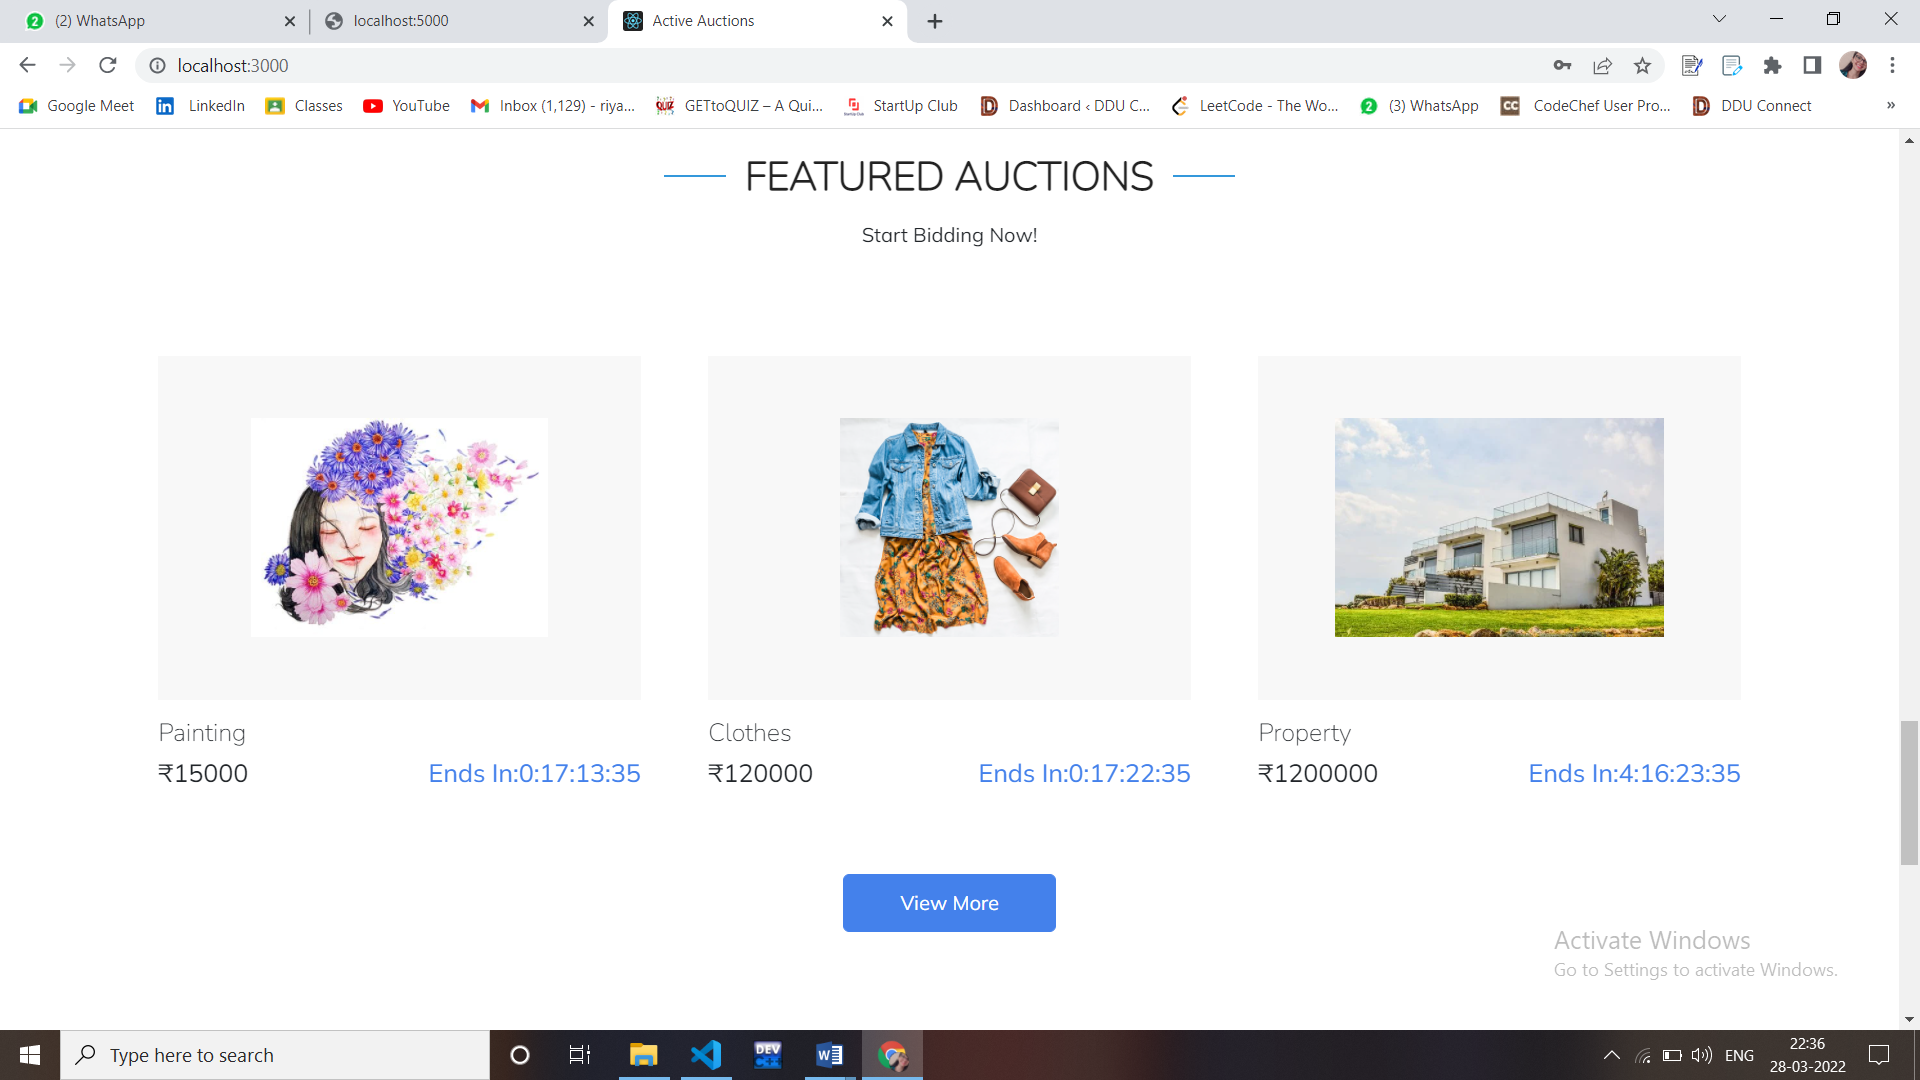 (2) WhatsApp
localhost:5000
Active Auctions
localhost:3000
Google Meet
LinkedIn
Classes
YouTube
Inbox (1,129) - riya...
GETtoQUIZ – A Qui...
StartUp Club
Dashboard ‹ DDU C...
LeetCode - The Wo...
(3) WhatsApp
CodeChef User Pro...
DDU Connect
»
FEATURED AUCTIONS
Start Bidding Now!
Painting
₹15000
Ends In:0:17:13:35
Clothes
₹120000
Ends In:0:17:22:35
Property
₹1200000
Ends In:4:16:23:35
View More
Activate Windows
Go to Settings to activate Windows.
Type here to search
DEV
C++
ENG
22:36
28-03-2022